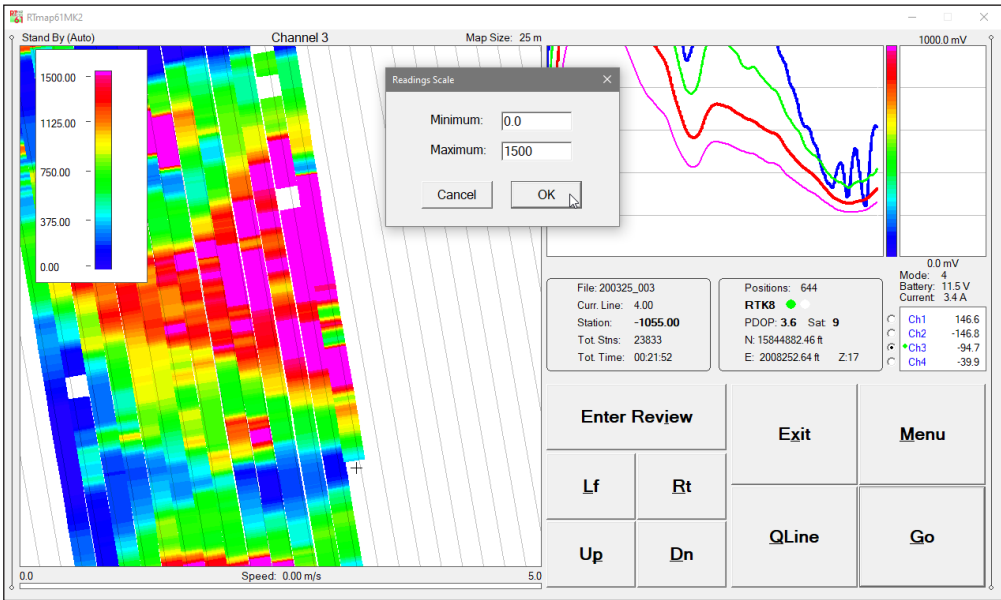 RT 61 RTmap61MK2
Stand By (Auto) Channel 3 Map Size: 25 m
1500.00
1125.00
750.00
375.00
0.00
Readings Scale
Minimum: 0.0
Maximum: 1500
Cancel OK
1000.0 mV
0.0 mV
Mode: 4
Battery: 11.5 V
Current: 3.4 A
File: 200325_003
Curr. Line: 4.00
Station: -1055.00
Tot. Stns: 23833
Tot. Time: 00:21:52
Positions: 644
RTK8
PDOP: 3.6 Sat: 9
N: 15844882.46 ft
E: 2008252.64 ft Z:17
Ch1 146.6
Ch2 -146.8
Ch3 -94.7
Ch4 -39.9
Enter Review
Lf Rt
Up Dn
Exit Menu
QLine Go
0.0 Speed: 0.00 m/s 5.0